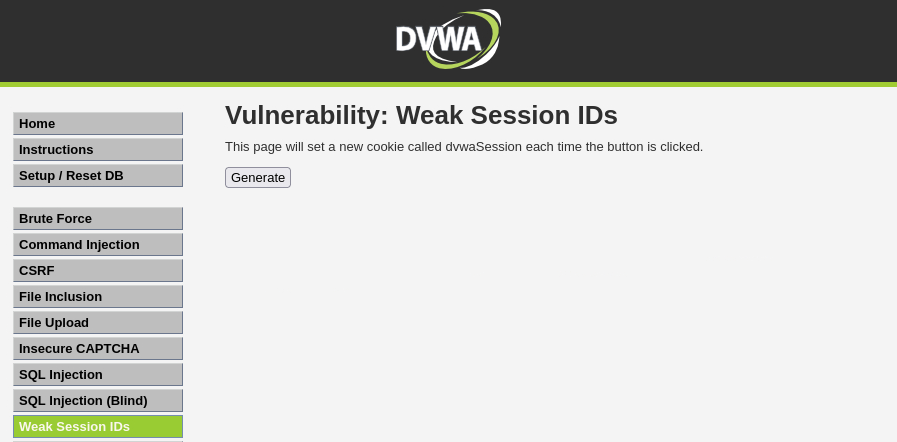 DVWA
Vulnerability: Weak Session IDs
This page will set a new cookie called dvwaSession each time the button is clicked.
Generate
Home
Instructions
Setup / Reset DB
Brute Force
Command Injection
CSRF
File Inclusion
File Upload
Insecure CAPTCHA
SQL Injection
SQL Injection (Blind)
Weak Session IDs